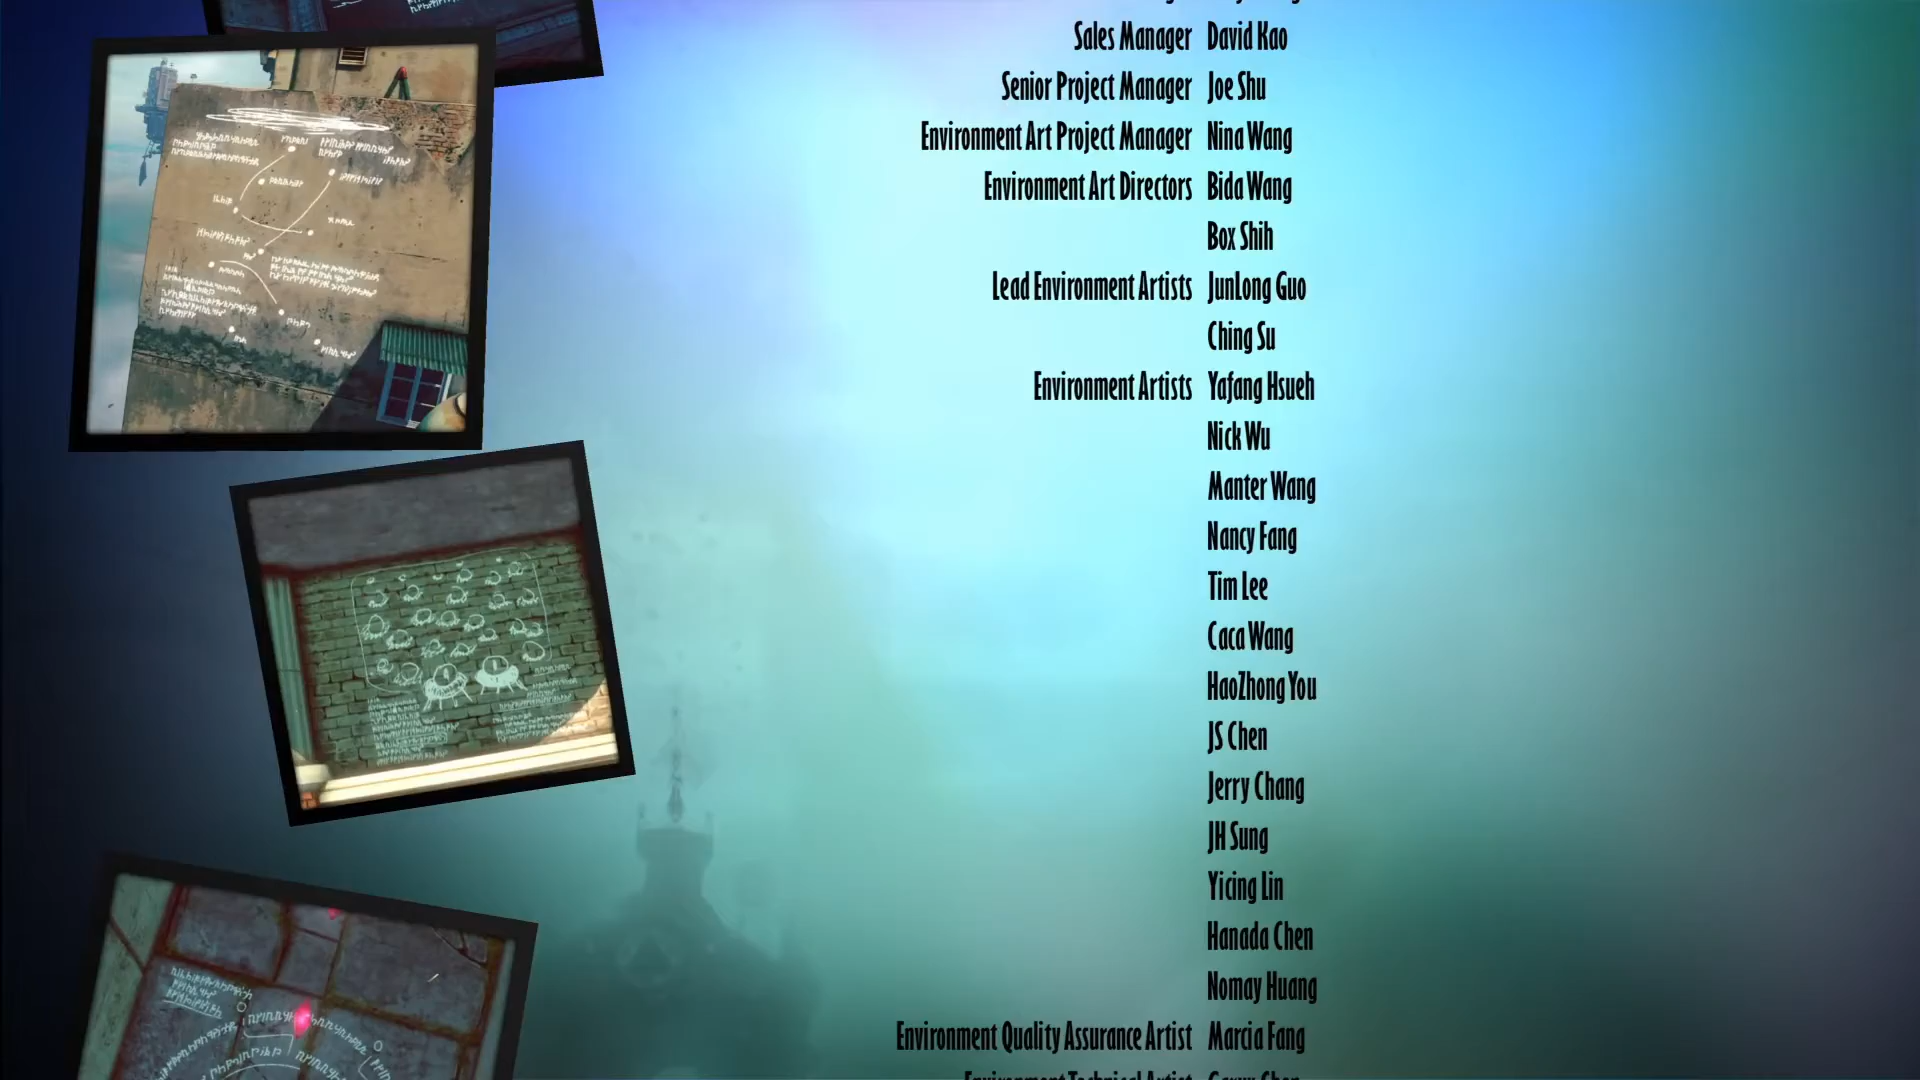 Sales Manager David Kao
Senior Project Manager Joe Shu
Environment Art Project Manager Nina Wang
Environment Art Directors Bida Wang
Box Shih
Lead Environment Artists JunLong Guo
Ching Su
Environment Artists Yafang Hsueh
Nick Wu
Manter Wang
Nancy Fang
Tim Lee
Caca Wang
HaoZhong You
JS Chen
Jerry Chang
JH Sung
Yicing Lin
Hanada Chen
Nomay Huang
Environment Quality Assurance Artist Marcia Fang
Environment Technical Artist